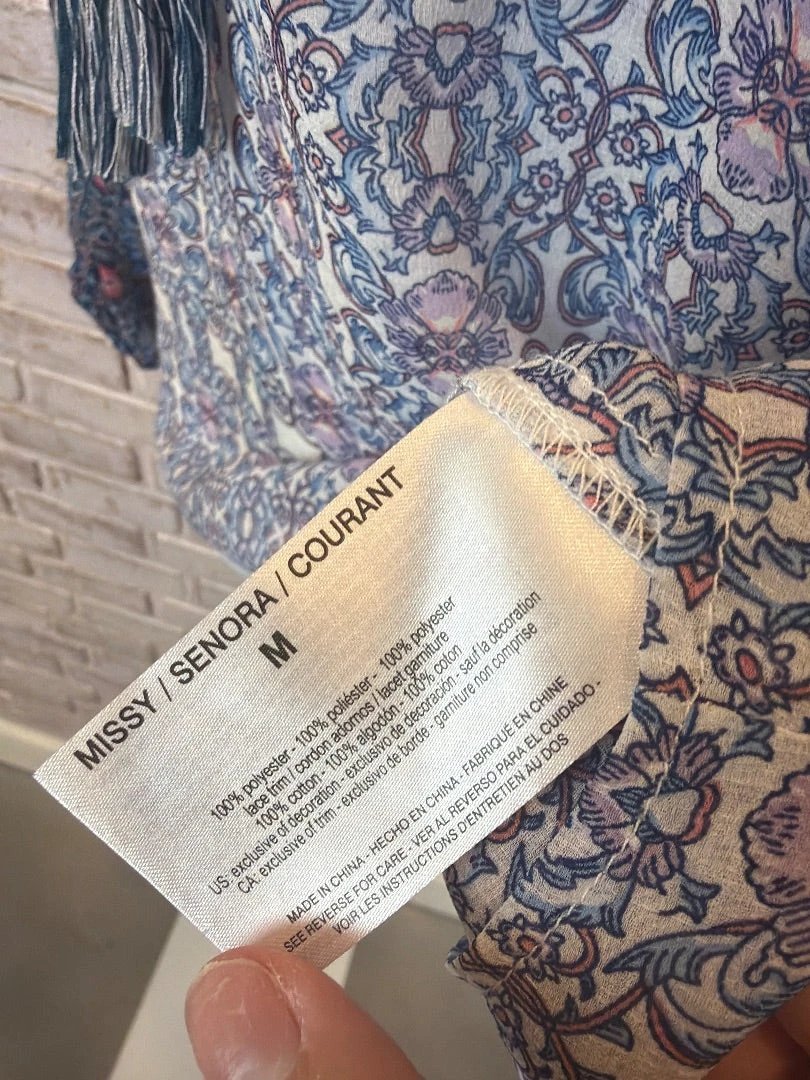 MISSY / SENORA / COURANT
M
100% polyester - 100% poliéster - 100% polyester
lace trim / cordon adornos / lacet garniture
100% cotton - 100% algodón - 100% coton
US: exclusive of decoration - exclusivo de decoración - sauf la décoration
CA: exclusive of trim - exclusivo de borde - garniture non comprise
MADE IN CHINA - HECHO EN CHINA - FABRIQUÉ EN CHINE
SEE REVERSE FOR CARE - VER AL REVERSO PARA EL CUIDADO -
VOIR LES INSTRUCTIONS D'ENTRETIEN AU DOS